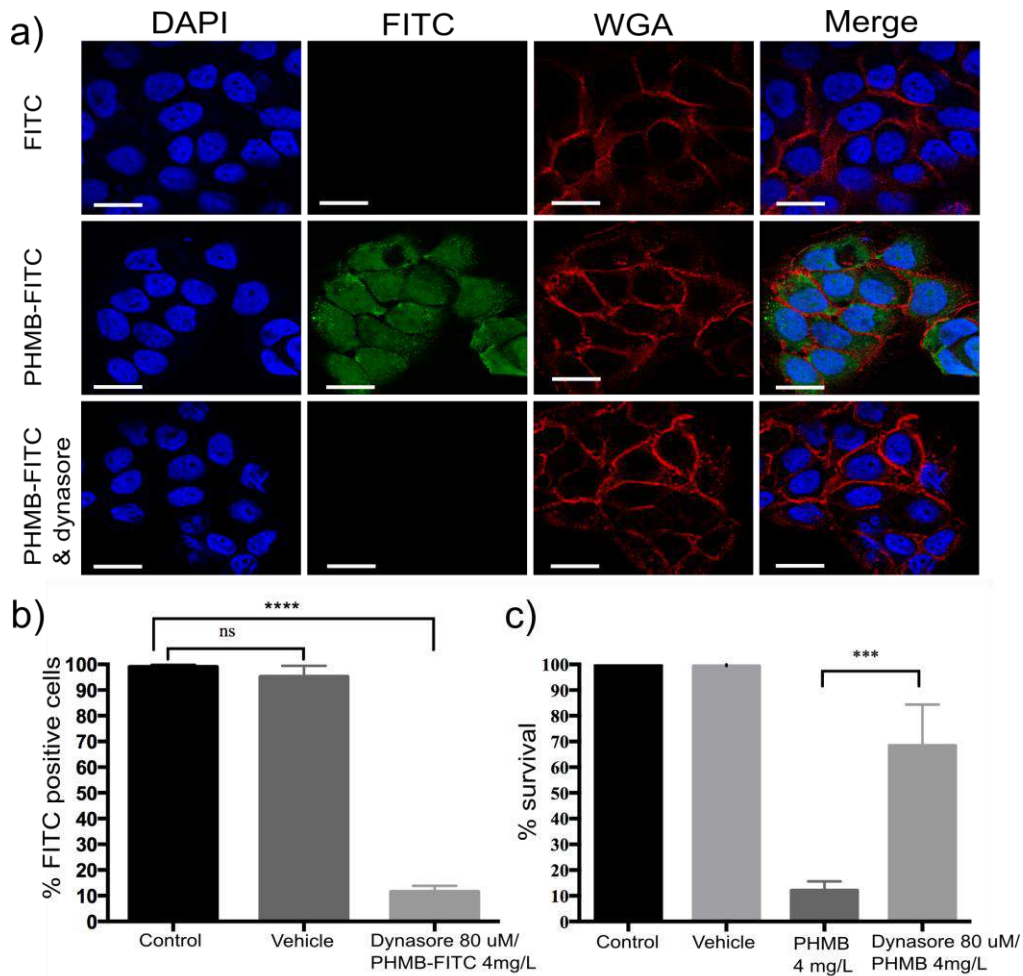 a)
DAPI FITC WGA Merge
FITC
PHMB-FITC
PHMB-FITC
& dynasore
b)
****
ns
% FITC positive cells
100
90
80
70
60
50
40
30
20
10
0
Control Vehicle Dynasore 80 uM/
PHMB-FITC 4mg/L
c)
***
% survival
100
90
80
70
60
50
40
30
20
10
0
Control Vehicle PHMB
4 mg/L
Dynasore 80 uM/
PHMB 4mg/L